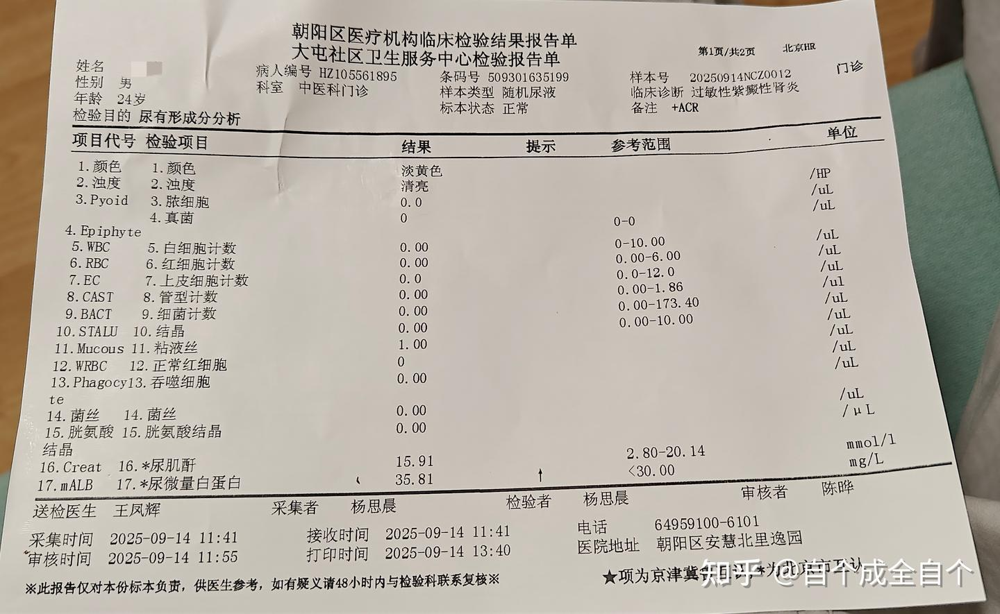 朝阳区医疗机构临床检验结果报告单
大屯社区卫生服务中心检验报告单
第1页/共2页 北京HR
姓名 病人编号 HZ105561895 条码号 509301635199 样本号 20250914NCZ0012 门诊
性别 男 科室 中医科门诊 样本类型 随机尿液 临床诊断 过敏性紫癜性肾炎
年龄 24岁 标本状态 正常 备注 +ACR
检验目的 尿有形成分分析
项目代号 检验项目 结果 提示 参考范围 单位
1.颜色 1.颜色 淡黄色
2.浊度 2.浊度 清亮 /HP
3.Pyoid 3.脓细胞 0.0 /uL
4.真菌 0 0-0 /uL
4.Epiphyte
5.WBC 5.白细胞计数 0.00 0-10.00 /uL
6.RBC 6.红细胞计数 0.00 0.00-6.00 /uL
7.EC 7.上皮细胞计数 0.0 0.0-12.0 /uL
8.CAST 8.管型计数 0.00 0.00-1.86 /ul
9.BACT 9.细菌计数 0.00 0.00-173.40 /uL
10.STALU 10.结晶 0.00 0.00-10.00 /uL
11.Mucous 11.粘液丝 1.00 /uL
12.WRBC 12.正常红细胞 0 /uL
13.Phagocy13.吞噬细胞 0.00 /uL
te
14.菌丝 14.菌丝 0.00 /uL
15.胱氨酸 15.胱氨酸结晶 0.00 /μL
结晶
16.Creat 16.*尿肌酐 15.91 2.80-20.14 mmol/l
17.mALB 17.*尿微量白蛋白 35.81 ↑ <30.00 mg/L
送检医生 王凤辉 采集者 杨思晨 检验者 杨思晨 审核者 陈晔
采集时间 2025-09-14 11:41 接收时间 2025-09-14 11:41 电话 64959100-6101
审核时间 2025-09-14 11:55 打印时间 2025-09-14 13:40 医院地址 朝阳区安慧北里逸园
※此报告仅对本份标本负责，供医生参考，如有疑义请48小时内与检验科联系复核※ ★项为京津冀 *为北京市互认
知乎 @自个成全自个